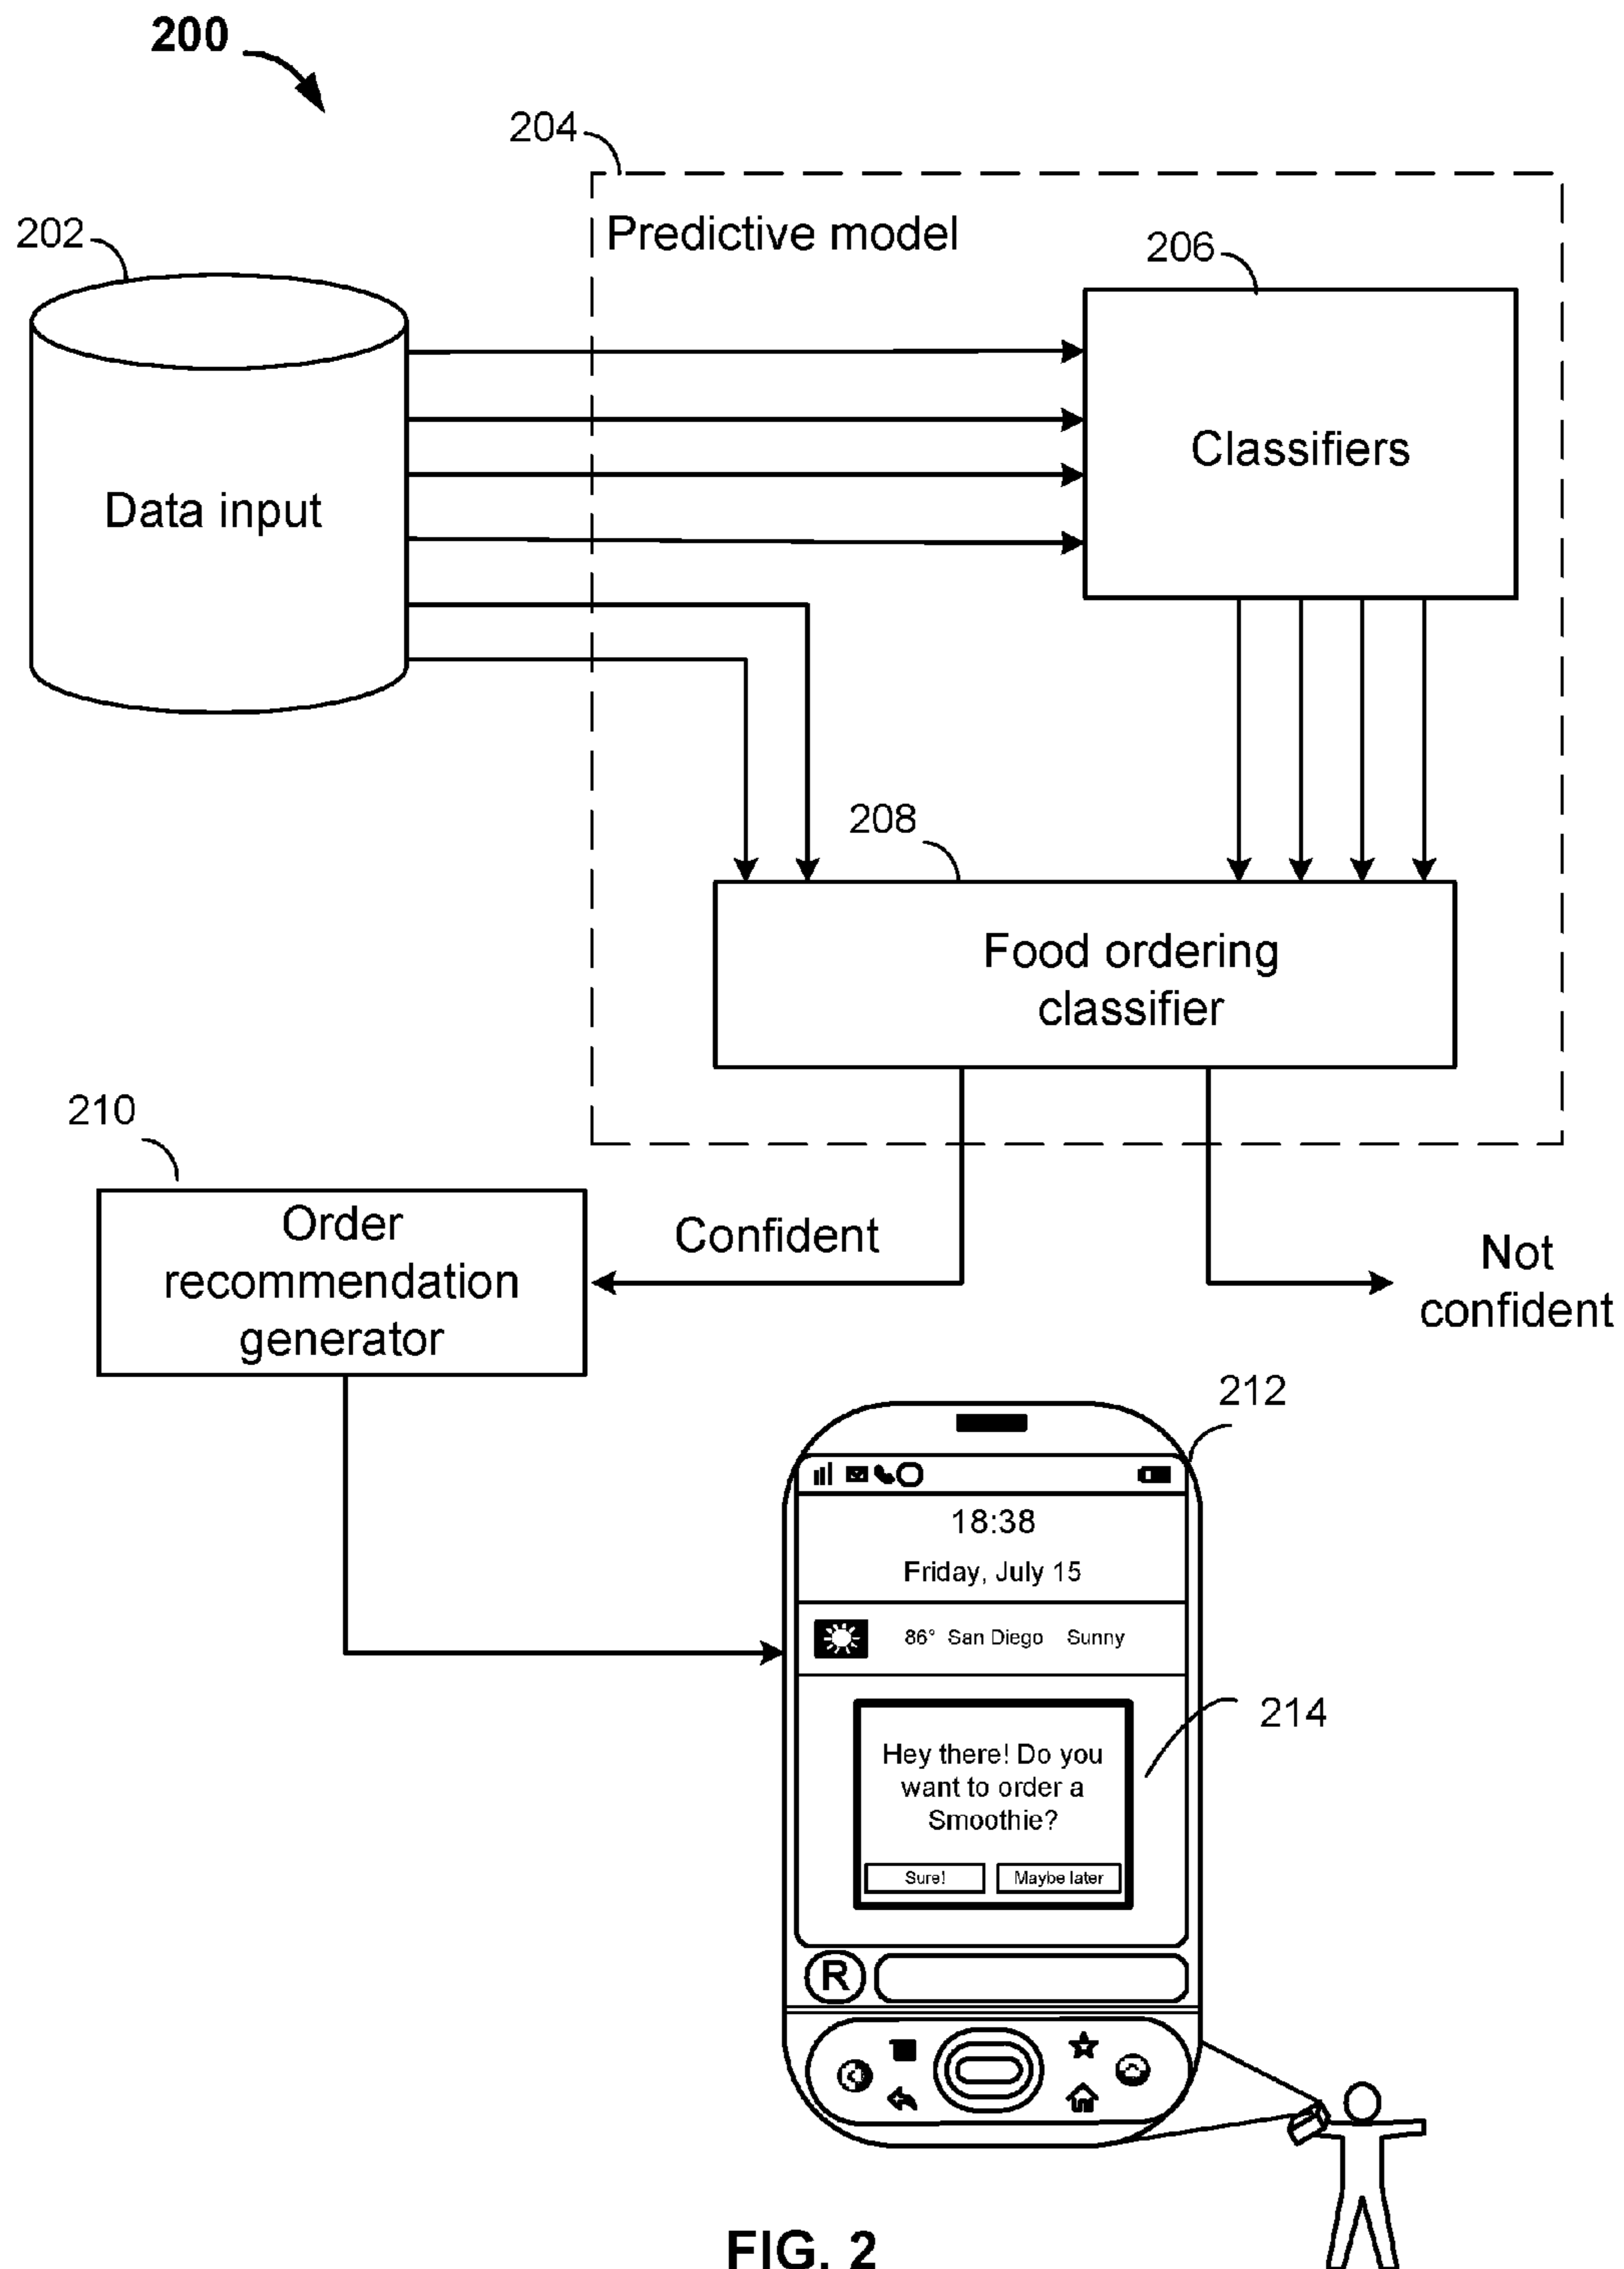 200
204
202
Predictive model
206
Data input
Classifiers
208
Food ordering
classifier
210
Order
recommendation
generator
Confident
Not
confident
212
18:38
Friday, July 15
86° San Diego Sunny
214
Hey there! Do you
want to order a
Smoothie?
Sure!
Maybe later
R
FIG. 2